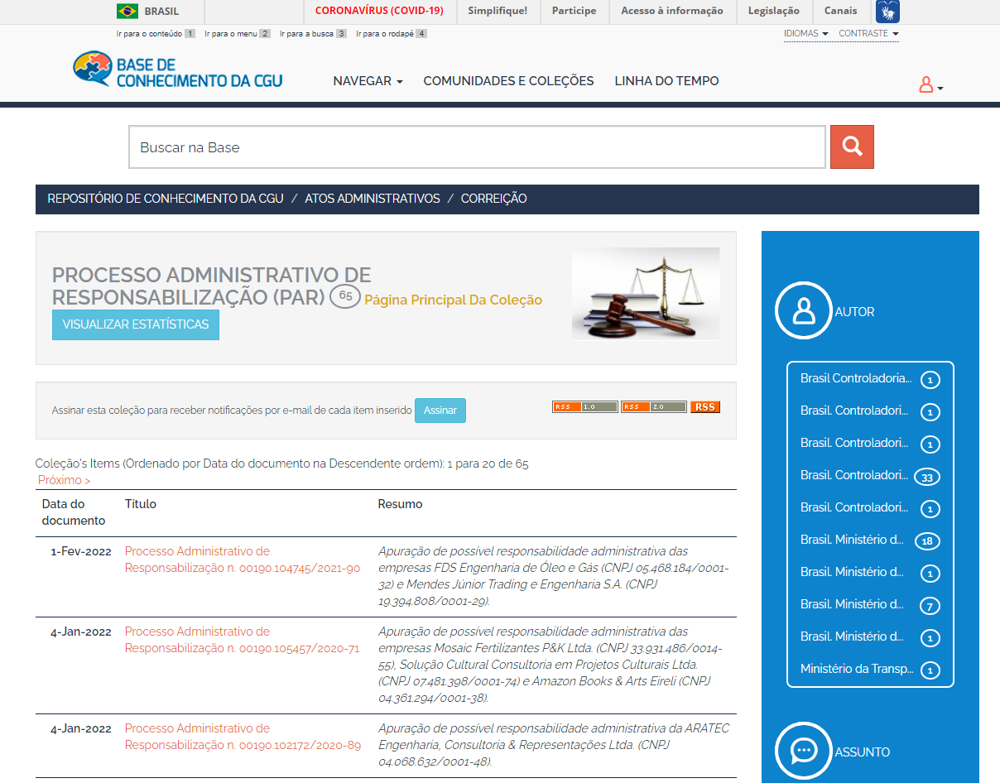 BRASIL
CORONAVÍRUS (COVID-19)
Simplifique!
Participe
Acesso à informação
Legislação
Canais
Ir para o conteúdo 1
Ir para o menu 2
Ir para a busca 3
Ir para o rodapé 4
IDIOMAS
CONTRASTE
BASE DE
CONHECIMENTO DA CGU
NAVEGAR
COMUNIDADES E COLEÇÕES
LINHA DO TEMPO
Buscar na Base
REPOSITÓRIO DE CONHECIMENTO DA CGU / ATOS ADMINISTRATIVOS / CORREIÇÃO
PROCESSO ADMINISTRATIVO DE
RESPONSABILIZAÇÃO (PAR) 65 Página Principal Da Coleção
VISUALIZAR ESTATÍSTICAS
Assinar esta coleção para receber notificações por e-mail de cada item inserido Assinar
RSS 1.0
RSS 2.0
RSS
Coleção's Items (Ordenado por Data do documento na Descendente ordem): 1 para 20 de 65
Próximo >
Data do
documento
Título
Resumo
1-Fev-2022
Processo Administrativo de
Responsabilização n. 00190.104745/2021-90
Apuração de possível responsabilidade administrativa das
empresas FDS Engenharia de Óleo e Gás (CNPJ 05.468.184/0001-
32) e Mendes Júnior Trading e Engenharia S.A. (CNPJ
19.394.808/0001-29).
4-Jan-2022
Processo Administrativo de
Responsabilização n. 00190.105457/2020-71
Apuração de possível responsabilidade administrativa das
empresas Mosaic Fertilizantes P&K Ltda. (CNPJ 33.931.486/0014-
55), Solução Cultural Consultoria em Projetos Culturais Ltda.
(CNPJ 07.481.398/0001-74) e Amazon Books & Arts Eireli (CNPJ
04.361.294/0001-38).
4-Jan-2022
Processo Administrativo de
Responsabilização n. 00190.102172/2020-89
Apuração de possível responsabilidade administrativa da ARATEC
Engenharia, Consultoria & Representações Ltda. (CNPJ
04.068.632/0001-48).
AUTOR
Brasil Controladoria... 1
Brasil. Controladori... 1
Brasil. Controladori... 1
Brasil. Controladori... 33
Brasil. Controladori... 1
Brasil. Ministério d... 18
Brasil. Ministério d... 1
Brasil. Ministério d... 7
Brasil. Ministério d... 1
Ministério da Transp... 1
ASSUNTO